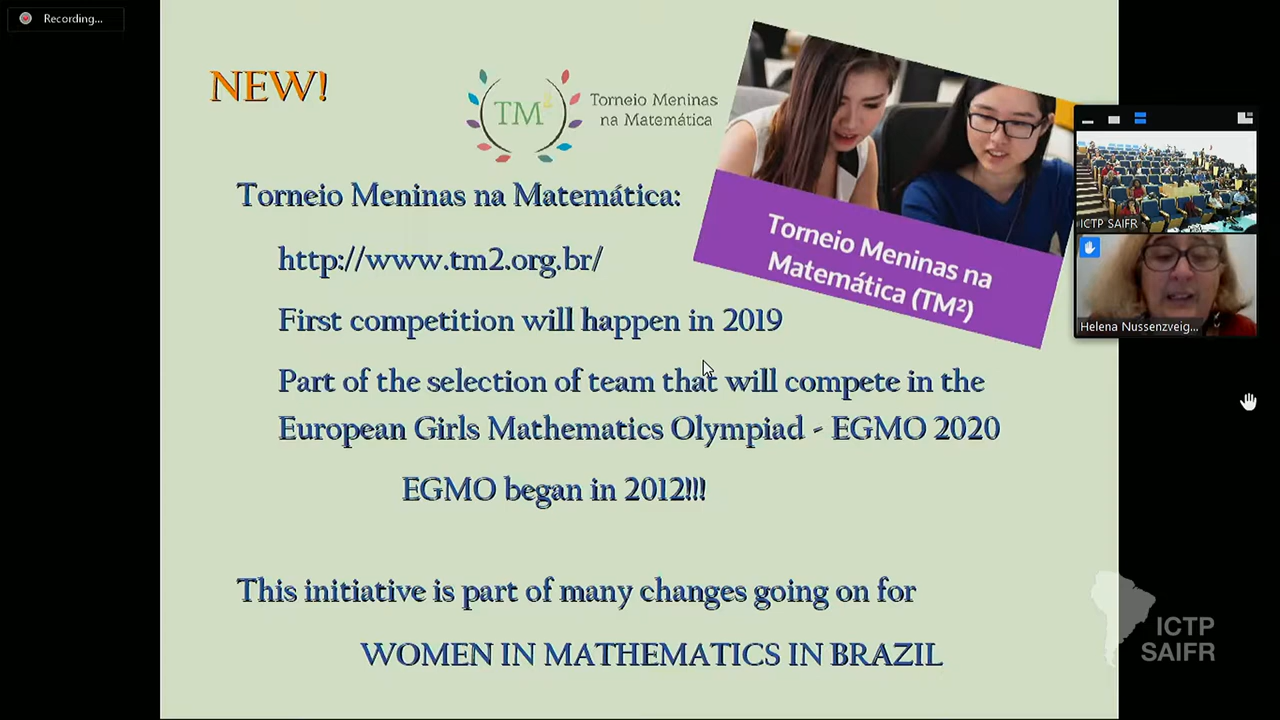 Recording...
NEW!
TM²
Torneio Meninas
na Matemática
Torneio Meninas na
Matemática (TM²)
Torneio Meninas na Matemática:
http://www.tm2.org.br/
First competition will happen in 2019
Part of the selection of team that will compete in the
European Girls Mathematics Olympiad - EGMO 2020
EGMO began in 2012!!!
This initiative is part of many changes going on for
WOMEN IN MATHEMATICS IN BRAZIL
ICTP SAIFR
Helena Nussenzveig...
ICTP
SAIFR